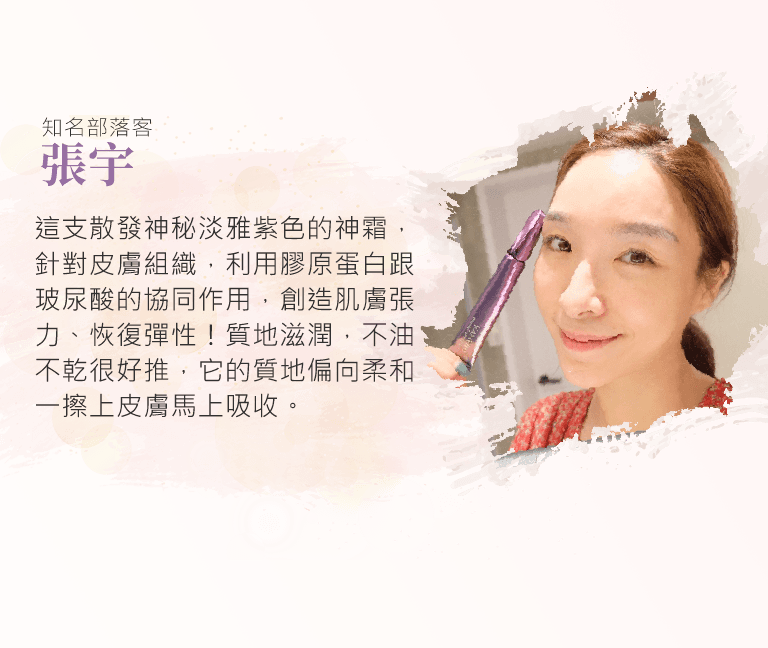 知名部落客
張宇
這支散發神秘淡雅紫色的神霜，
針對皮膚組織，利用膠原蛋白跟
玻尿酸的協同作用，創造肌膚張
力、恢復彈性！質地滋潤，不油
不乾很好推，它的質地偏向柔和
一擦上皮膚馬上吸收。